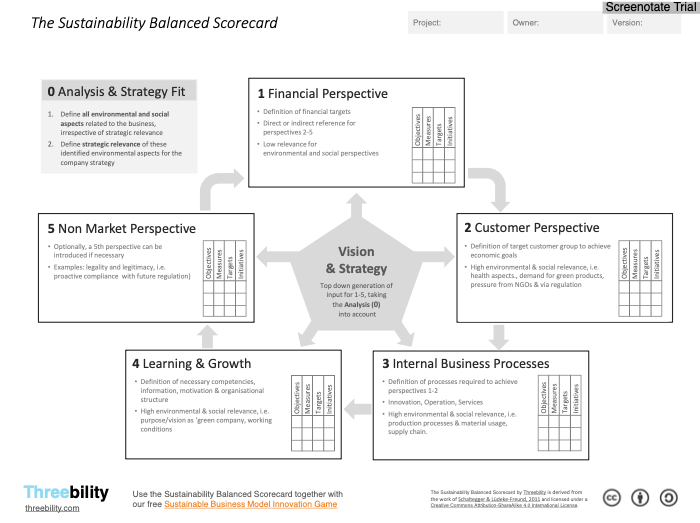 Screenotate Trial
The Sustainability Balanced Scorecard
Project:
Owner:
Version:
0 Analysis & Strategy Fit
1. Define all environmental and social
aspects related to the business,
irrespective of strategic relevance
2. Define strategic relevance of these
identified environmental aspects for the
company strategy
1 Financial Perspective
• Definition of financial targets
• Direct or indirect reference for
perspectives 2-5
• Low relevance for
environmental and social perspectives
Objectives
Measures
Targets
Initiatives
5 Non Market Perspective
• Optionally, a 5th perspective can be
introduced if necessary
• Examples: legality and legitimacy, i.e.
proactive compliance with future regulation)
Objectives
Measures
Targets
Initiatives
Vision
& Strategy
Top down generation of
input for 1-5, taking
the Analysis (0)
into account
2 Customer Perspective
• Definition of target customer group to achieve
economic goals
• High environmental & social relevance, i.e.
health aspects., demand for green products,
pressure from NGOs & via regulation
Objectives
Measures
Targets
Initiatives
4 Learning & Growth
• Definition of necessary competencies,
information, motivation & organisational
structure
• High environmental & social relevance, i.e.
purpose/vision as 'green company, working
conditions
Objectives
Measures
Targets
Initiatives
3 Internal Business Processes
• Definition of processes required to achieve
perspectives 1-2
• Innovation, Operation, Services
• High environmental & social relevance, i.e.
production processes & material usage,
supply chain.
Objectives
Measures
Targets
Initiatives
Threebility
threebility.com
Use the Sustainability Balanced Scorecard together with
our free Sustainable Business Model Innovation Game
The Sustainability Balanced Scorecard by Threebility is derived from
the work of Schaltegger & Lüdeke-Freund, 2011 and licensed under a
Creative Commons Attribution-ShareAlike 4.0 International License.
cc